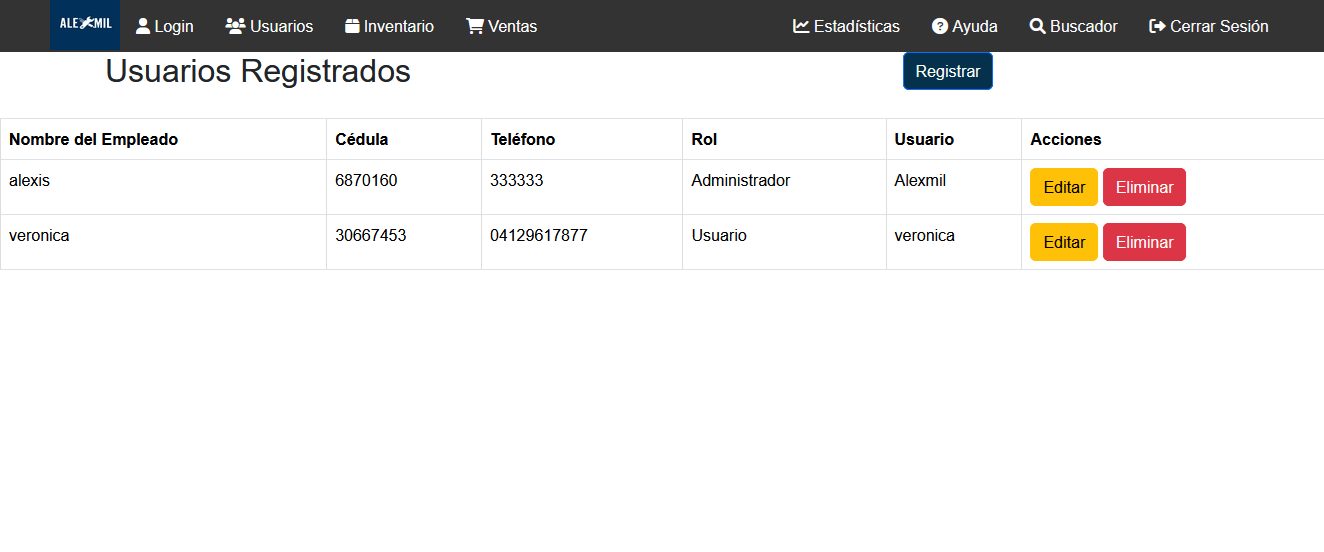 ALEXMIL Login Usuarios Inventario Ventas Estadísticas Ayuda Buscador Cerrar Sesión
Usuarios Registrados Registrar
Nombre del Empleado Cédula Teléfono Rol Usuario Acciones
alexis 6870160 333333 Administrador Alexmil Editar Eliminar
veronica 30667453 04129617877 Usuario veronica Editar Eliminar